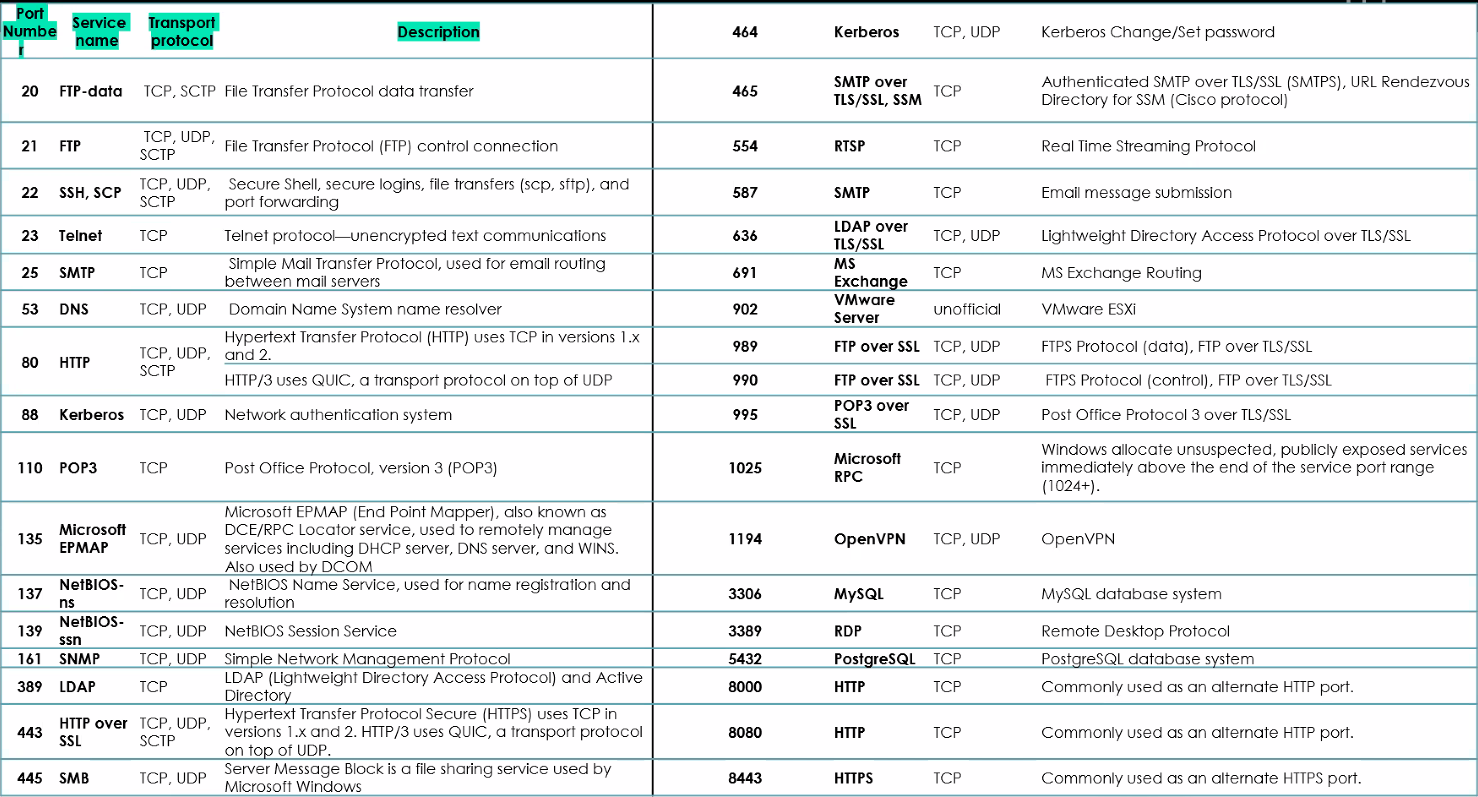 Port Number Service name Transport protocol Description
20 FTP-data TCP, SCTP File Transfer Protocol data transfer
21 FTP TCP, UDP, SCTP File Transfer Protocol (FTP) control connection
22 SSH, SCP TCP, UDP, SCTP Secure Shell, secure logins, file transfers (scp, sftp), and port forwarding
23 Telnet TCP Telnet protocol—unencrypted text communications
25 SMTP TCP Simple Mail Transfer Protocol, used for email routing between mail servers
53 DNS TCP, UDP Domain Name System name resolver
80 HTTP TCP, UDP, SCTP Hypertext Transfer Protocol (HTTP) uses TCP in versions 1.x and 2.
HTTP/3 uses QUIC, a transport protocol on top of UDP
88 Kerberos TCP, UDP Network authentication system
110 POP3 TCP Post Office Protocol, version 3 (POP3)
135 Microsoft EPMAP TCP, UDP Microsoft EPMAP (End Point Mapper), also known as DCE/RPC Locator service, used to remotely manage services including DHCP server, DNS server, and WINS. Also used by DCOM
137 NetBIOS-ns TCP, UDP NetBIOS Name Service, used for name registration and resolution
139 NetBIOS-ssn TCP, UDP NetBIOS Session Service
161 SNMP TCP, UDP Simple Network Management Protocol
389 LDAP TCP LDAP (Lightweight Directory Access Protocol) and Active Directory
443 HTTP over SSL TCP, UDP, SCTP Hypertext Transfer Protocol Secure (HTTPS) uses TCP in versions 1.x and 2. HTTP/3 uses QUIC, a transport protocol on top of UDP.
445 SMB TCP, UDP Server Message Block is a file sharing service used by Microsoft Windows
464 Kerberos TCP, UDP Kerberos Change/Set password
465 SMTP over TLS/SSL, SSM TCP Authenticated SMTP over TLS/SSL (SMTPS), URL Rendezvous Directory for SSM (Cisco protocol)
554 RTSP TCP Real Time Streaming Protocol
587 SMTP TCP Email message submission
636 LDAP over TLS/SSL TCP, UDP Lightweight Directory Access Protocol over TLS/SSL
691 MS Exchange TCP MS Exchange Routing
902 VMware Server unofficial VMware ESXi
989 FTP over SSL TCP, UDP FTPS Protocol (data), FTP over TLS/SSL
990 FTP over SSL TCP, UDP FTPS Protocol (control), FTP over TLS/SSL
995 POP3 over SSL TCP, UDP Post Office Protocol 3 over TLS/SSL
1025 Microsoft RPC TCP Windows allocate unsuspected, publicly exposed services immediately above the end of the service port range (1024+).
1194 OpenVPN TCP, UDP OpenVPN
3306 MySQL TCP MySQL database system
3389 RDP TCP Remote Desktop Protocol
5432 PostgreSQL TCP PostgreSQL database system
8000 HTTP TCP Commonly used as an alternate HTTP port.
8080 HTTP TCP Commonly used as an alternate HTTP port.
8443 HTTPS TCP Commonly used as an alternate HTTPS port.